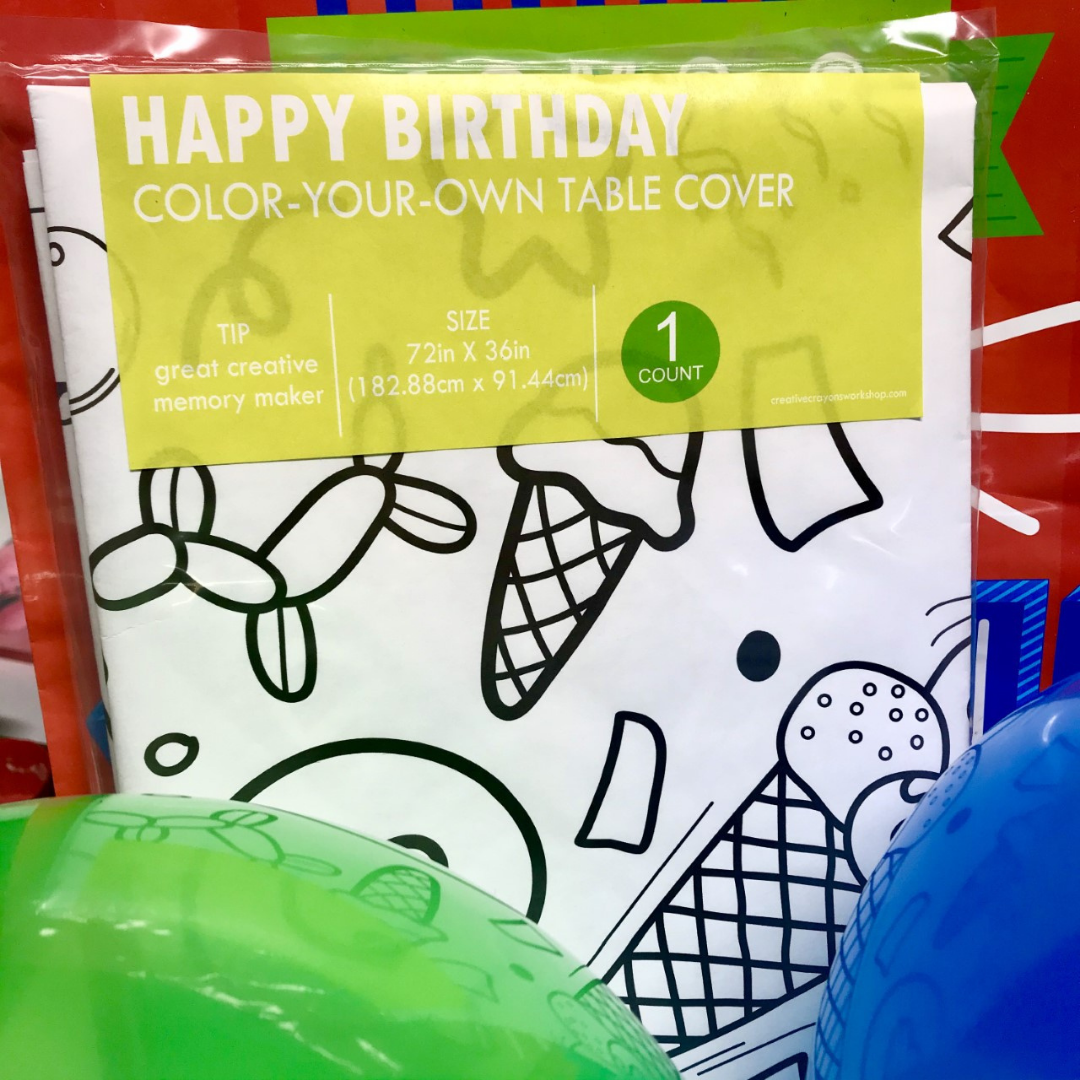 HAPPY BIRTHDAY
COLOR-YOUR-OWN TABLE COVER
TIP
great creative
memory maker
SIZE
72in X 36in
(182.88cm x 91.44cm)
1
COUNT
creativecrayonsworkshop.com